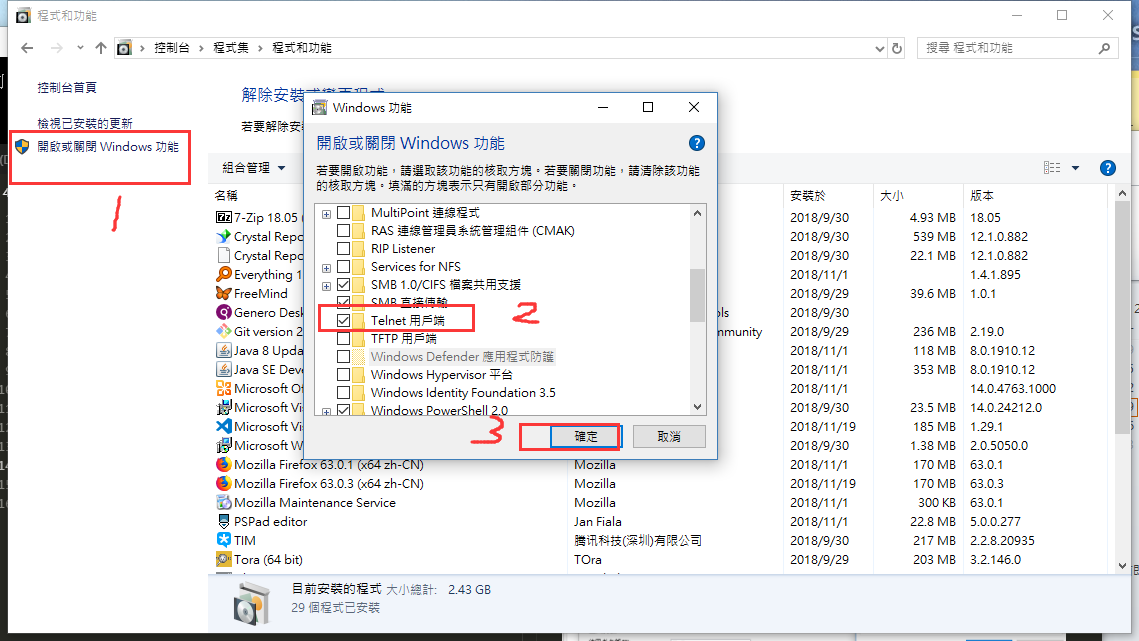 程式和功能
控制台 › 程式集 › 程式和功能
搜尋 程式和功能
控制台首頁
檢視已安裝的更新
開啟或關閉 Windows 功能
1
若要解除安
組合管理
名稱
安裝於
大小
版本
7-Zip 18.05
2018/9/30
4.93 MB
18.05
Crystal Repo
2018/9/30
539 MB
12.1.0.882
Crystal Repo
2018/9/30
22.1 MB
12.1.0.882
Everything 1
2018/11/1
1.4.1.895
FreeMind
2018/9/29
39.6 MB
1.0.1
Genero Desk
ols
2018/9/30
Git version 2
mmunity
2018/9/30
236 MB
2.19.0
Java 8 Upda
2018/11/1
118 MB
8.0.1910.12
Java SE Deve
2018/11/1
353 MB
8.0.1910.12
Microsoft Of
2018/11/1
14.0.4763.1000
Microsoft Vi
2018/9/30
23.5 MB
14.0.24212.0
Microsoft Vi
2018/11/19
185 MB
1.29.1
Microsoft W
2018/9/30
1.38 MB
2.0.5050.0
Mozilla Firefox 63.0.1 (x64 zh-CN)
Mozilla
2018/11/1
170 MB
63.0.1
Mozilla Firefox 63.0.3 (x64 zh-CN)
Mozilla
2018/11/19
170 MB
63.0.3
Mozilla Maintenance Service
Mozilla
2018/11/1
300 KB
63.0.1
PSPad editor
Jan Fiala
2018/11/1
22.8 MB
5.0.0.277
TIM
腾讯科技(深圳)有限公司
2018/9/30
217 MB
2.2.8.20935
Tora (64 bit)
TOra
2018/9/29
203 MB
3.2.146.0
目前安裝的程式 大小總計: 2.43 GB
29 個程式已安裝
Windows 功能
開啟或關閉 Windows 功能
若要開啟功能，請選取該功能的核取方塊。若要關閉功能，請清除該功能
的核取方塊。填滿的方塊表示只有開啟部分功能。
MultiPoint 連線程式
RAS 連線管理員系統管理組件 (CMAK)
RIP Listener
Services for NFS
SMB 1.0/CIFS 檔案共用支援
SMB 直接傳輸
Telnet 用戶端
2
TFTP 用戶端
Windows Defender 應用程式防護
Windows Hypervisor 平台
Windows Identity Foundation 3.5
Windows PowerShell 2.0
3
確定
取消